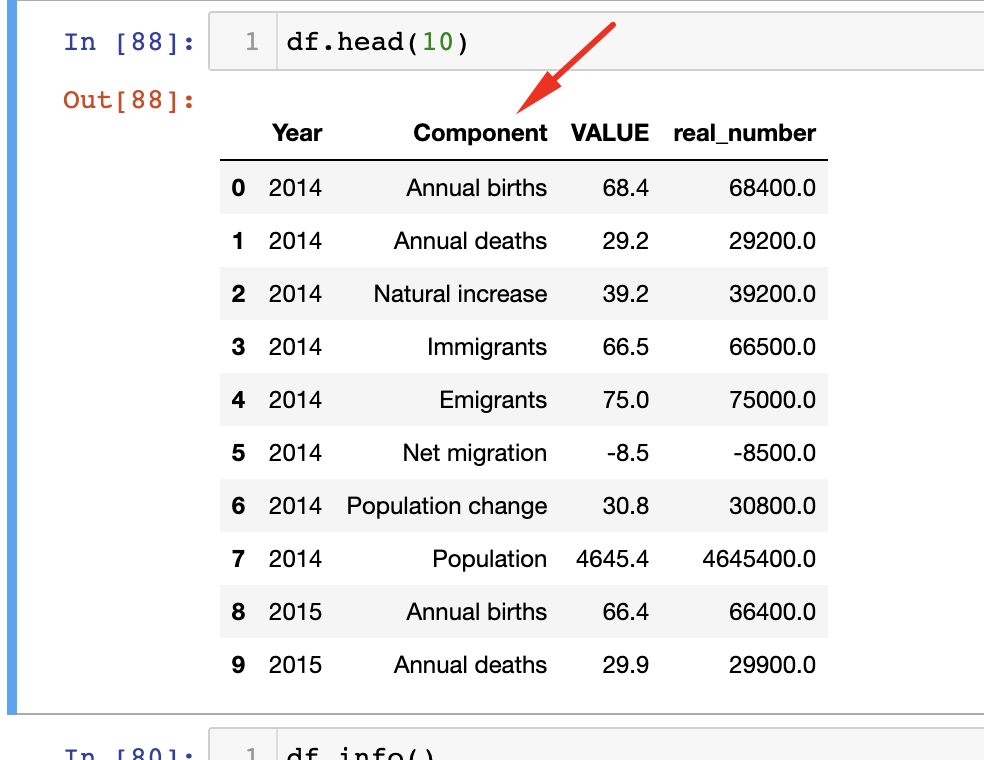 In [88]: 1 df.head(10)
Out[88]:
Year Component VALUE real_number
0 2014 Annual births 68.4 68400.0
1 2014 Annual deaths 29.2 29200.0
2 2014 Natural increase 39.2 39200.0
3 2014 Immigrants 66.5 66500.0
4 2014 Emigrants 75.0 75000.0
5 2014 Net migration -8.5 -8500.0
6 2014 Population change 30.8 30800.0
7 2014 Population 4645.4 4645400.0
8 2015 Annual births 66.4 66400.0
9 2015 Annual deaths 29.9 29900.0
In [80]: 1 df.info()